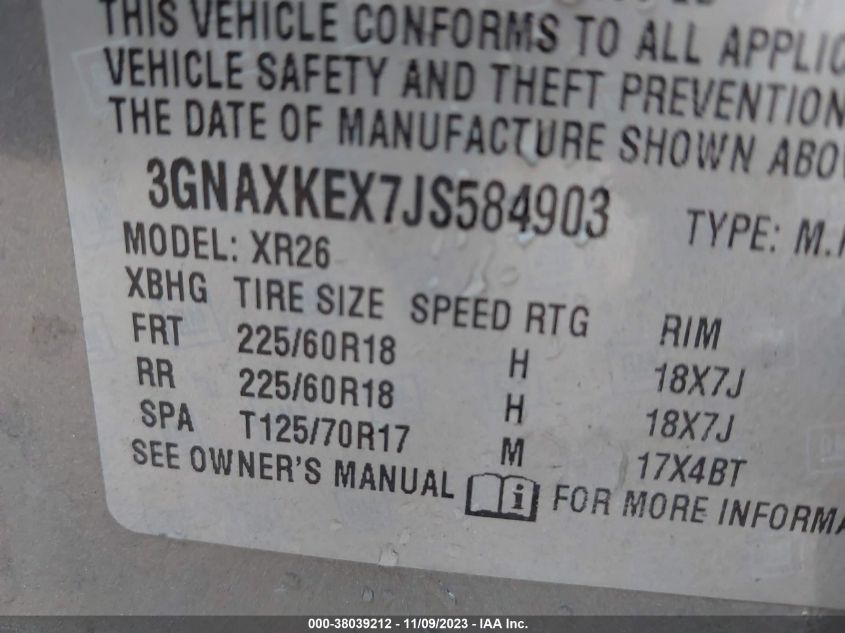 THIS VEHICLE CONFORMS TO ALL APPLIC
VEHICLE SAFETY AND THEFT PREVENTION
THE DATE OF MANUFACTURE SHOWN ABO
3GNAXKEX7JS584903 TYPE: M.
MODEL: XR26
XBHG TIRE SIZE SPEED RTG RIM
FRT 225/60R18 H 18X7J
RR 225/60R18 H 18X7J
SPA T125/70R17 M 17X4BT
SEE OWNER'S MANUAL i FOR MORE INFORMA
000-38039212 - 11/09/2023 - IAA Inc.